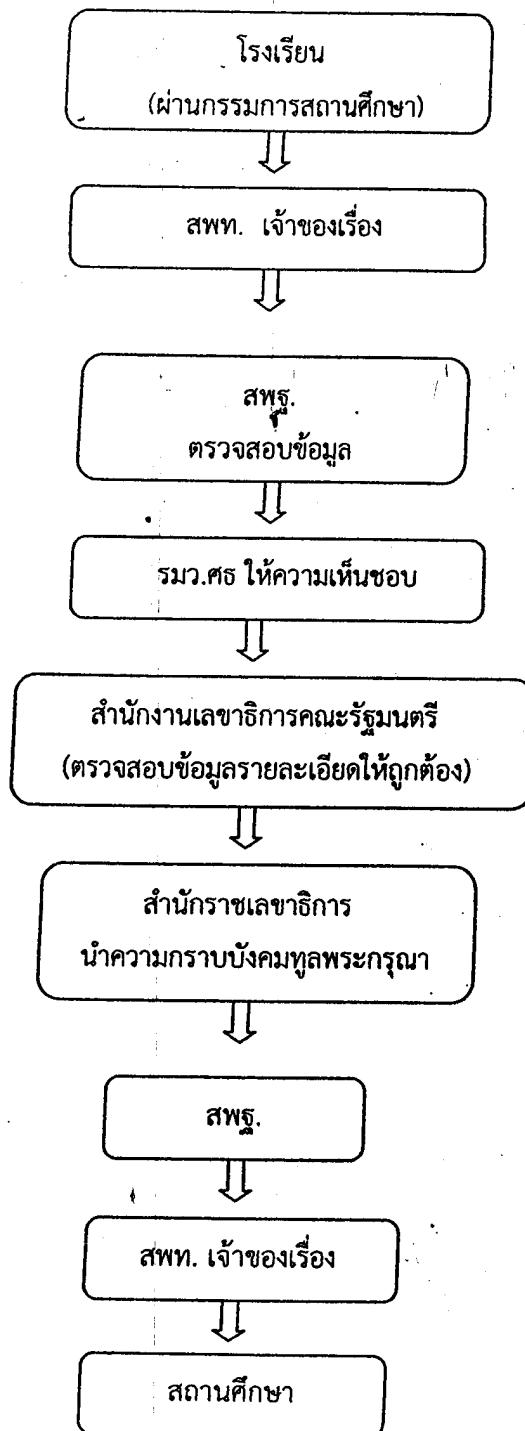 โรงเรียน
(ผ่านกรรมการสถานศึกษา)
สพท. เจ้าของเรื่อง
สพฐ.
ตรวจสอบข้อมูล
รมว.ศธ ให้ความเห็นชอบ
สำนักงานเลขาธิการคณะรัฐมนตรี
(ตรวจสอบข้อมูลรายละเอียดให้ถูกต้อง)
สำนักราชเลขาธิการ
นำความกราบบังคมทูลพระกรุณา
สพฐ.
สพท. เจ้าของเรื่อง
สถานศึกษา